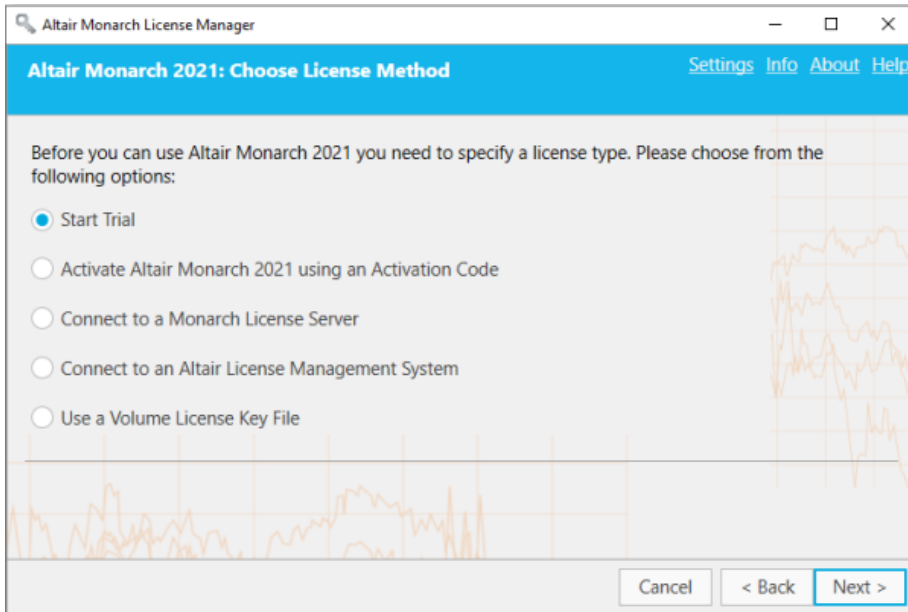 Altair Monarch License Manager
Altair Monarch 2021: Choose License Method
Settings Info About Help
Before you can use Altair Monarch 2021 you need to specify a license type. Please choose from the
following options:
Start Trial
Activate Altair Monarch 2021 using an Activation Code
Connect to a Monarch License Server
Connect to an Altair License Management System
Use a Volume License Key File
Cancel < Back Next >